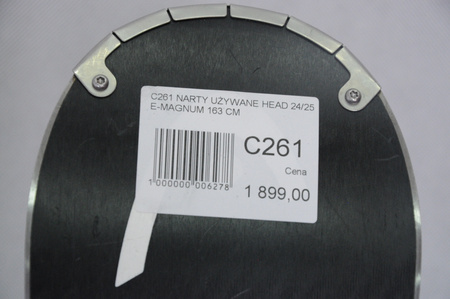 C261 NARTY UŻYWANE HEAD 24/25
E-MAGNUM 163 CM
C261
Cena
1 000000 006278
1 899,00